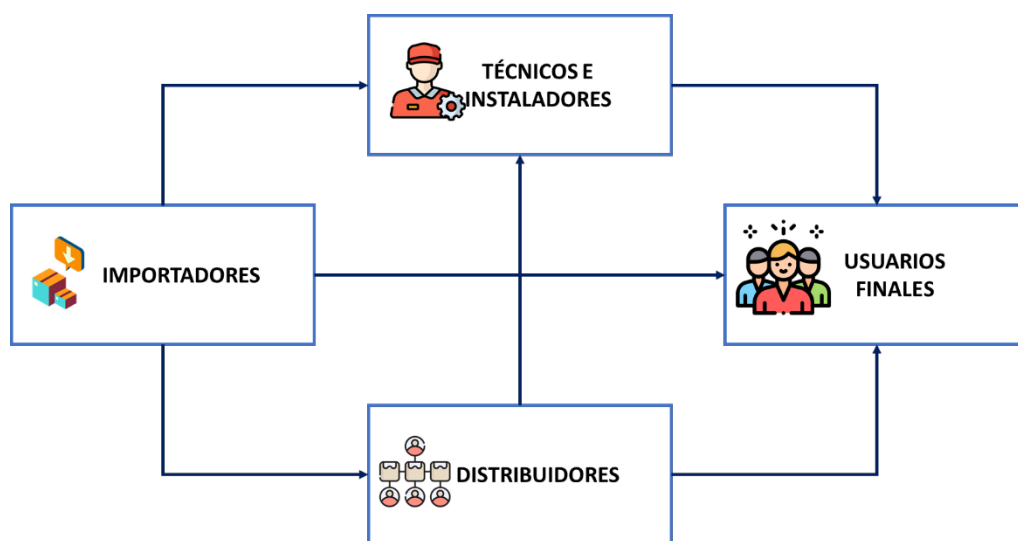 TÉCNICOS E
INSTALADORES
IMPORTADORES
USUARIOS
FINALES
DISTRIBUIDORES